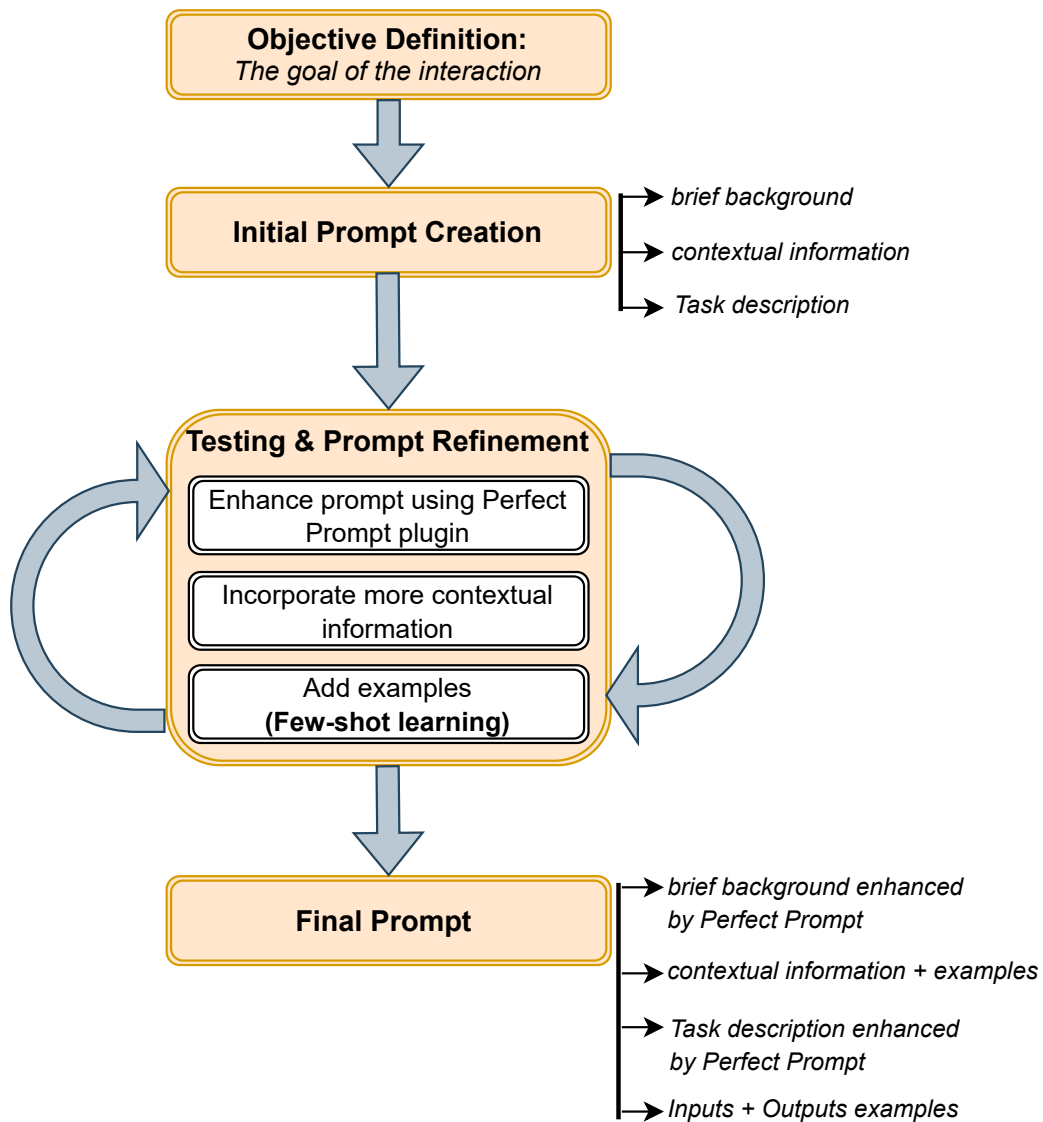 Objective Definition:
The goal of the interaction
Initial Prompt Creation
brief background
contextual information
Task description
Testing & Prompt Refinement
Enhance prompt using Perfect
Prompt plugin
Incorporate more contextual
information
Add examples
(Few-shot learning)
Final Prompt
brief background enhanced
by Perfect Prompt
contextual information + examples
Task description enhanced
by Perfect Prompt
Inputs + Outputs examples